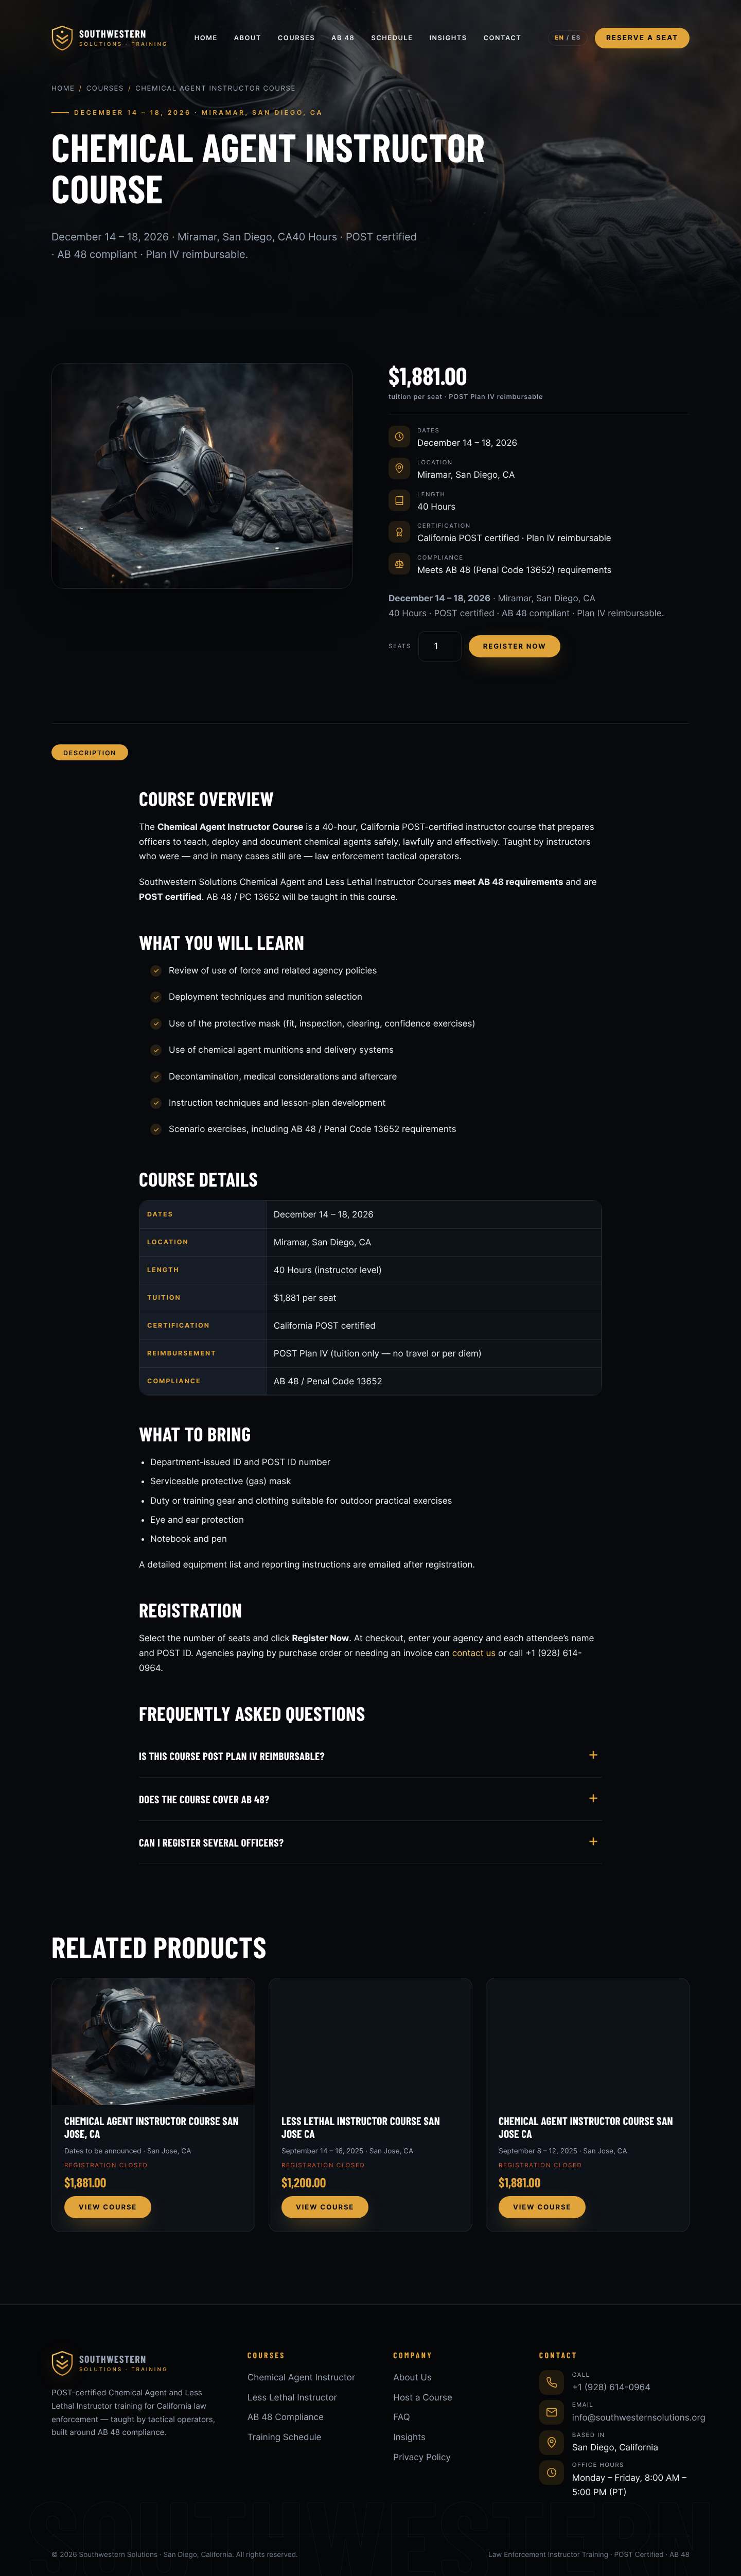 SOUTHWESTERN
SOLUTIONS · TRAINING
HOME
ABOUT
COURSES
AB 48
SCHEDULE
INSIGHTS
CONTACT
EN / ES
RESERVE A SEAT
HOME / COURSES / CHEMICAL AGENT INSTRUCTOR COURSE
DECEMBER 14 – 18, 2026 · MIRAMAR, SAN DIEGO, CA
CHEMICAL AGENT INSTRUCTOR
COURSE
December 14 – 18, 2026 · Miramar, San Diego, CA40 Hours · POST certified
· AB 48 compliant · Plan IV reimbursable.
$1,881.00
tuition per seat · POST Plan IV reimbursable
DATES
December 14 – 18, 2026
LOCATION
Miramar, San Diego, CA
LENGTH
40 Hours
CERTIFICATION
California POST certified · Plan IV reimbursable
COMPLIANCE
Meets AB 48 (Penal Code 13652) requirements
December 14 – 18, 2026 · Miramar, San Diego, CA
40 Hours · POST certified · AB 48 compliant · Plan IV reimbursable.
SEATS
1
REGISTER NOW
DESCRIPTION
COURSE OVERVIEW
The Chemical Agent Instructor Course is a 40-hour, California POST-certified instructor course that prepares
officers to teach, deploy and document chemical agents safely, lawfully and effectively. Taught by instructors
who were — and in many cases still are — law enforcement tactical operators.
Southwestern Solutions Chemical Agent and Less Lethal Instructor Courses meet AB 48 requirements and are
POST certified. AB 48 / PC 13652 will be taught in this course.
WHAT YOU WILL LEARN
Review of use of force and related agency policies
Deployment techniques and munition selection
Use of the protective mask (fit, inspection, clearing, confidence exercises)
Use of chemical agent munitions and delivery systems
Decontamination, medical considerations and aftercare
Instruction techniques and lesson-plan development
Scenario exercises, including AB 48 / Penal Code 13652 requirements
COURSE DETAILS
DATES December 14 – 18, 2026
LOCATION Miramar, San Diego, CA
LENGTH 40 Hours (instructor level)
TUITION $1,881 per seat
CERTIFICATION California POST certified
REIMBURSEMENT POST Plan IV (tuition only — no travel or per diem)
COMPLIANCE AB 48 / Penal Code 13652
WHAT TO BRING
• Department-issued ID and POST ID number
• Serviceable protective (gas) mask
• Duty or training gear and clothing suitable for outdoor practical exercises
• Eye and ear protection
• Notebook and pen
A detailed equipment list and reporting instructions are emailed after registration.
REGISTRATION
Select the number of seats and click Register Now. At checkout, enter your agency and each attendee's name
and POST ID. Agencies paying by purchase order or needing an invoice can contact us or call +1 (928) 614-
0964.
FREQUENTLY ASKED QUESTIONS
IS THIS COURSE POST PLAN IV REIMBURSABLE? +
DOES THE COURSE COVER AB 48? +
CAN I REGISTER SEVERAL OFFICERS? +
RELATED PRODUCTS
CHEMICAL AGENT INSTRUCTOR COURSE SAN
JOSE, CA
Dates to be announced · San Jose, CA
REGISTRATION CLOSED
$1,881.00
VIEW COURSE
LESS LETHAL INSTRUCTOR COURSE SAN
JOSE CA
September 14 – 16, 2025 · San Jose, CA
REGISTRATION CLOSED
$1,200.00
VIEW COURSE
CHEMICAL AGENT INSTRUCTOR COURSE SAN
JOSE CA
September 8 – 12, 2025 · San Jose, CA
REGISTRATION CLOSED
$1,881.00
VIEW COURSE
SOUTHWESTERN
SOLUTIONS · TRAINING
POST-certified Chemical Agent and Less
Lethal Instructor training for California law
enforcement — taught by tactical operators,
built around AB 48 compliance.
COURSES
Chemical Agent Instructor
Less Lethal Instructor
AB 48 Compliance
Training Schedule
COMPANY
About Us
Host a Course
FAQ
Insights
Privacy Policy
CONTACT
CALL
+1 (928) 614-0964
EMAIL
info@southwesternsolutions.org
BASED IN
San Diego, California
OFFICE HOURS
Monday – Friday, 8:00 AM –
5:00 PM (PT)
SOUTHWESTERN
© 2026 Southwestern Solutions · San Diego, California. All rights reserved.
Law Enforcement Instructor Training · POST Certified · AB 48